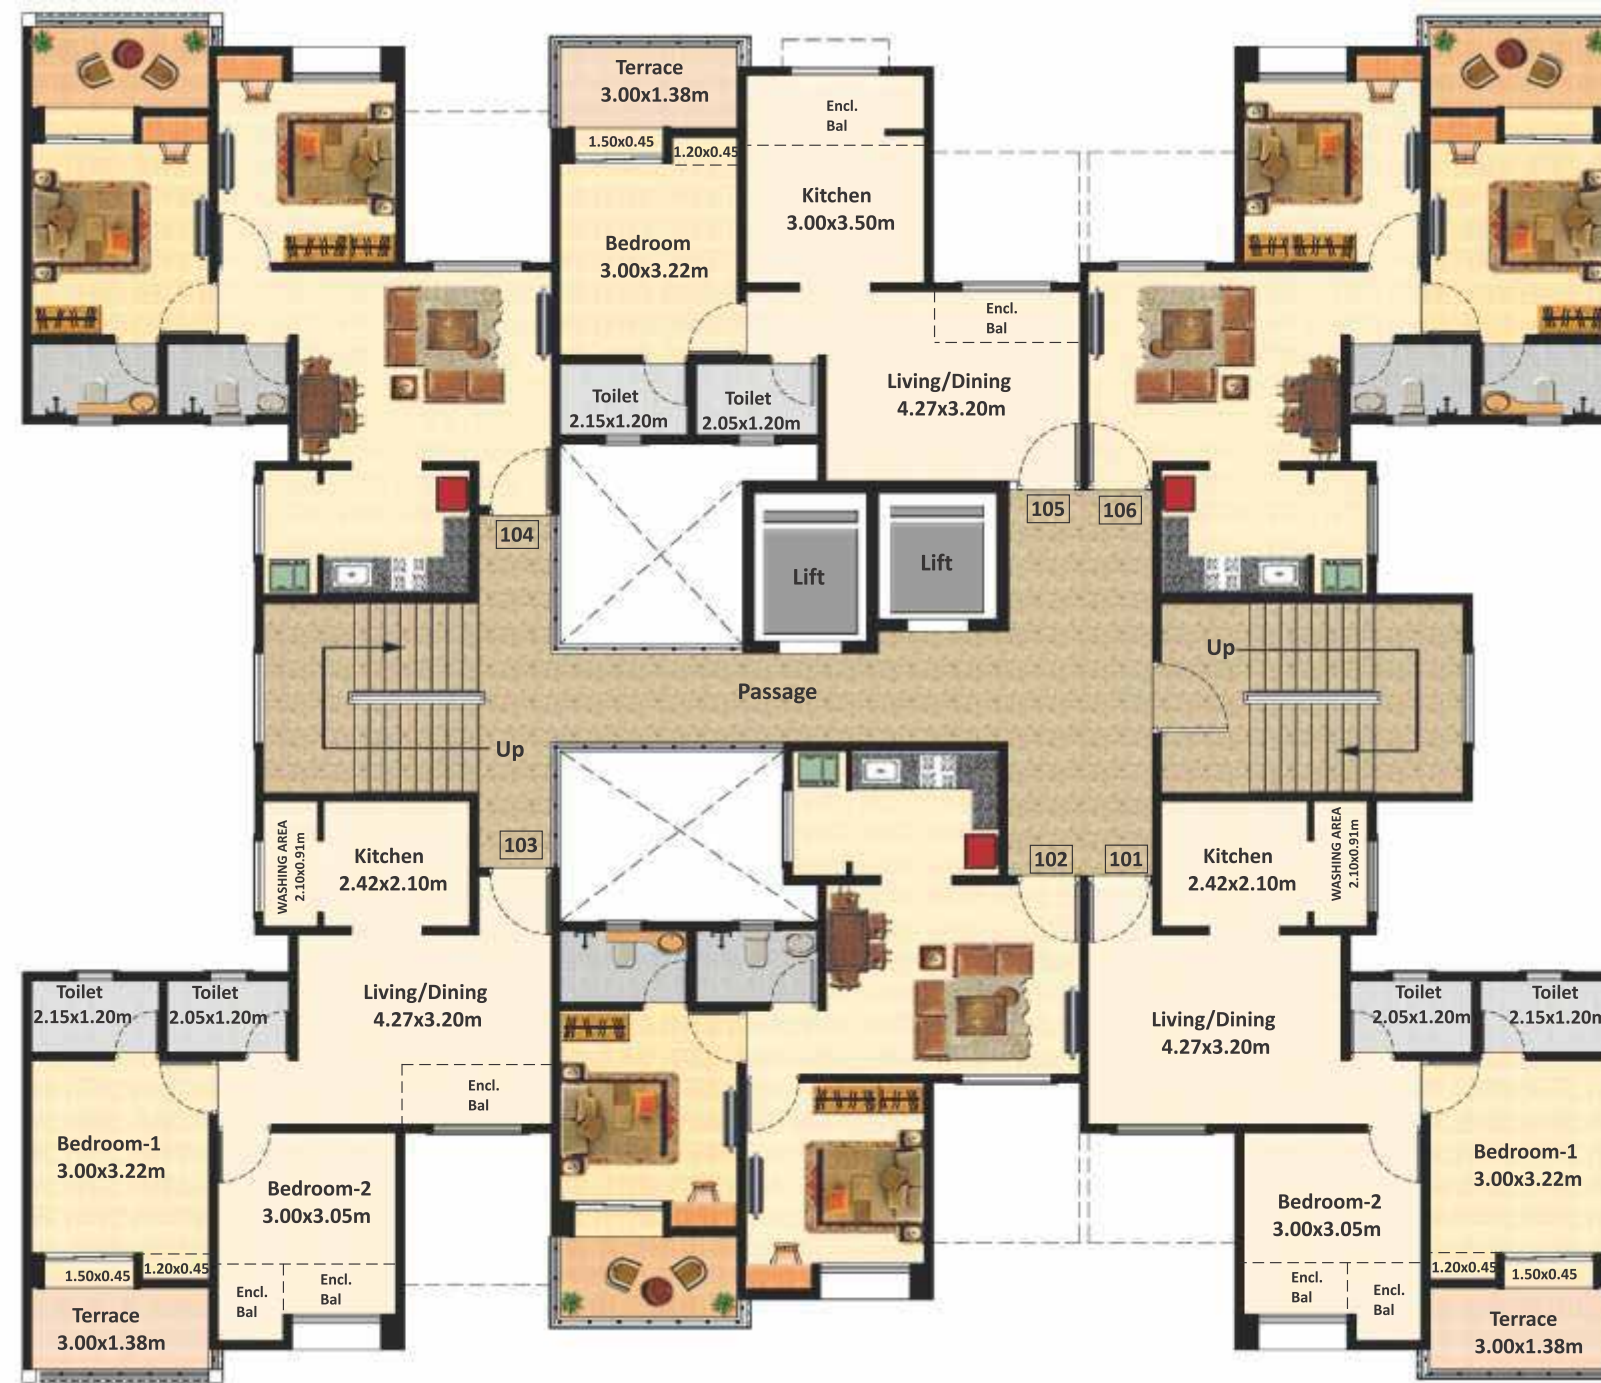 Terrace
3.00x1.38m
Encl.
Bal
1.50x0.45
1.20x0.45
Kitchen
3.00x3.50m
Bedroom
3.00x3.22m
Encl.
Bal
Living/Dining
4.27x3.20m
Toilet
2.15x1.20m
Toilet
2.05x1.20m
104
105
106
Lift
Lift
Up
Passage
Up
103
102
101
WASHING AREA
2.10x0.91m
Kitchen
2.42x2.10m
Kitchen
2.42x2.10m
WASHING AREA
2.10x0.91m
Toilet
2.15x1.20m
Toilet
2.05x1.20m
Living/Dining
4.27x3.20m
Encl.
Bal
Living/Dining
4.27x3.20m
Toilet
2.05x1.20m
Toilet
2.15x1.20m
Bedroom-1
3.00x3.22m
Bedroom-2
3.00x3.05m
1.50x0.45
1.20x0.45
Encl.
Bal
Encl.
Bal
Terrace
3.00x1.38m
Bedroom-1
3.00x3.22m
Bedroom-2
3.00x3.05m
Encl.
Bal
Encl.
Bal
1.20x0.45
1.50x0.45
Terrace
3.00x1.38m